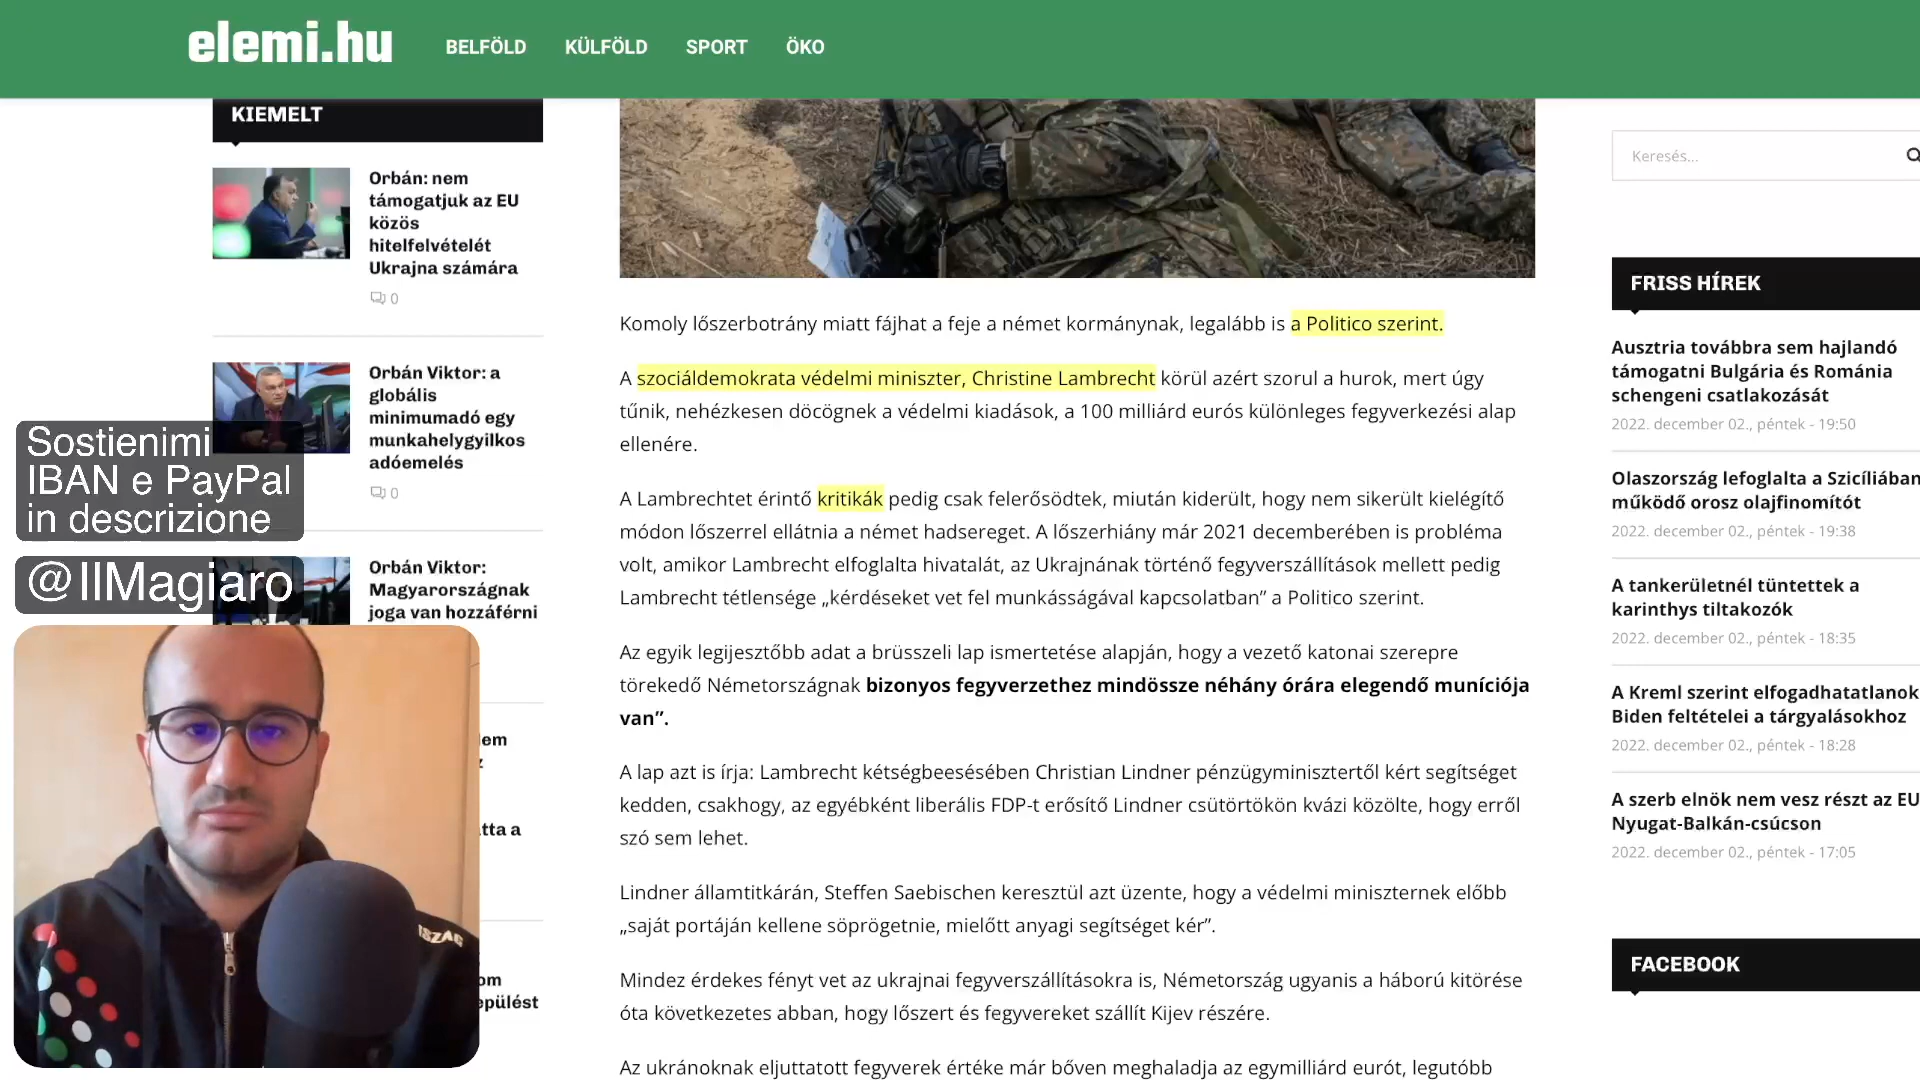 elemi.hu
BELFÖLD
KÜLFÖLD
SPORT
ÖKO
KIEMELT
Orbán: nem
támogatjuk az EU
közös
hitelfelvételét
Ukrajna számára
0
Orbán Viktor: a
globális
minimumadó egy
munkahelygyilkos
adóemelés
0
Orbán Viktor:
Magyarországnak
joga van hozzáférni
Sostienimi
IBAN e PayPal
in descrizione
@IlMagiaro
epülést
Komoly lőszerbotrány miatt fájhat a feje a német kormánynak, legalább is a Politico szerint.
A szociáldemokrata védelmi miniszter, Christine Lambrecht körül azért szorul a hurok, mert úgy
tűnik, nehézkesen döcögnek a védelmi kiadások, a 100 milliárd eurós különleges fegyverkezési alap
ellenére.
A Lambrechtet érintő kritikák pedig csak felerősödtek, miután kiderült, hogy nem sikerült kielégítő
módon lőszerrel ellátnia a német hadsereget. A lőszerhiány már 2021 decemberében is probléma
volt, amikor Lambrecht elfoglalta hivatalát, az Ukrajnának történő fegyverszállítások mellett pedig
Lambrecht tétlensége „kérdéseket vet fel munkásságával kapcsolatban” a Politico szerint.
Az egyik legijesztőbb adat a brüsszeli lap ismertetése alapján, hogy a vezető katonai szerepre
törekedő Németországnak bizonyos fegyverzethez mindössze néhány órára elegendő muníciója
van”.
A lap azt is írja: Lambrecht kétségbeesésében Christian Lindner pénzügyminisztertől kért segítséget
kedden, csakhogy, az egyébként liberális FDP-t erősítő Lindner csütörtökön kvázi közölte, hogy erről
szó sem lehet.
Lindner államtitkárán, Steffen Saebischen keresztül azt üzente, hogy a védelmi miniszternek előbb
„saját portáján kellene söprögetnie, mielőtt anyagi segítséget kér”.
Mindez érdekes fényt vet az ukrajnai fegyverszállításokra is, Németország ugyanis a háború kitörése
óta következetes abban, hogy lőszert és fegyvereket szállít Kijev részére.
Az ukránoknak eljuttatott fegyverek értéke már bőven meghaladja az egymilliárd eurót, legutóbb
Keresés...
FRISS HÍREK
Ausztria továbbra sem hajlandó
támogatni Bulgária és Románia
schengeni csatlakozását
2022. december 02., péntek - 19:50
Olaszország lefoglalta a Szicíliában
működő orosz olajfinomítót
2022. december 02., péntek - 19:38
A tankerületnél tüntettek a
karinthys tiltakozók
2022. december 02., péntek - 18:35
A Kreml szerint elfogadhatatlanok
Biden feltételei a tárgyalásokhoz
2022. december 02., péntek - 18:28
A szerb elnök nem vesz részt az EU
Nyugat-Balkán-csúcson
2022. december 02., péntek - 17:05
FACEBOOK